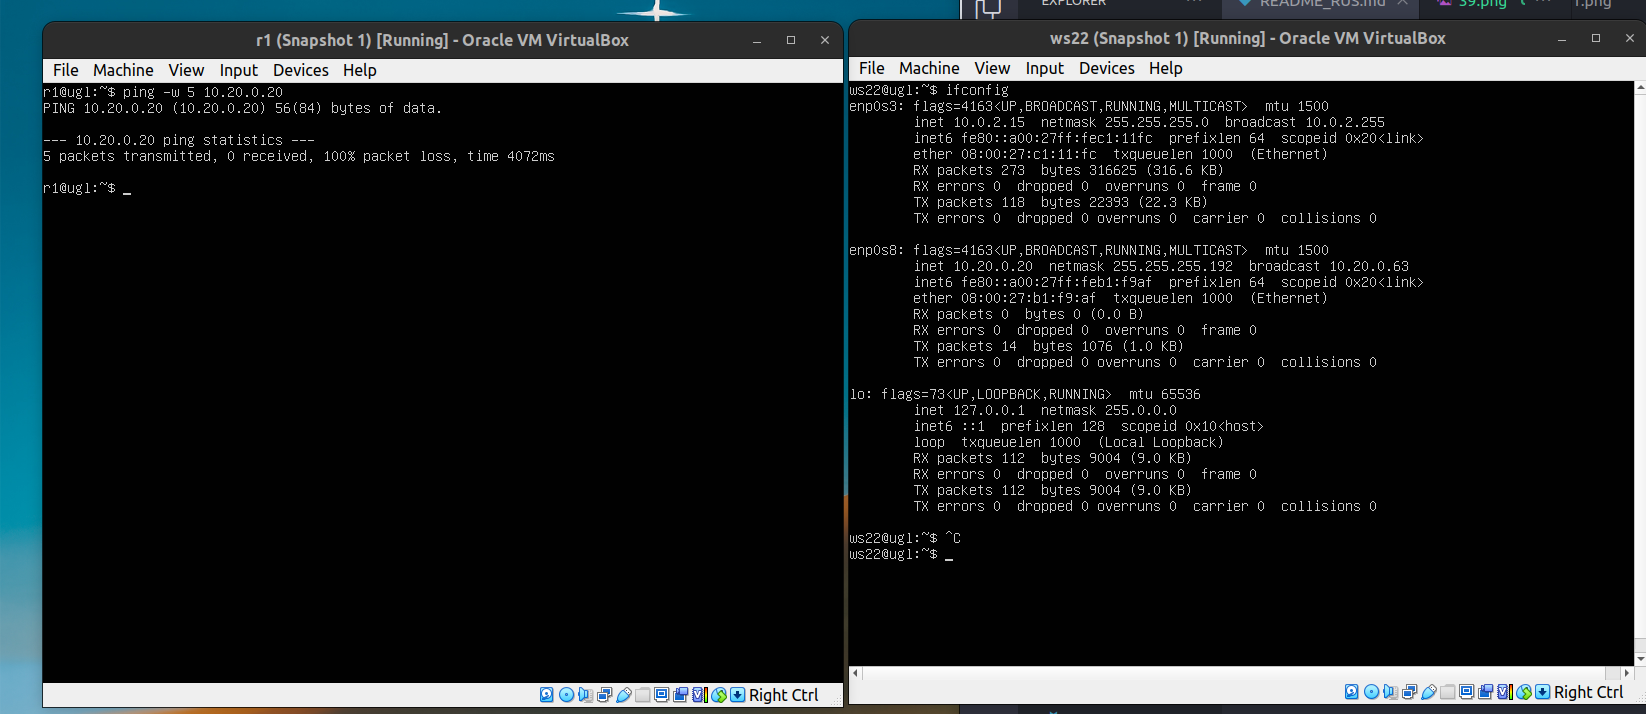 EXPLORER
README_RUS.md
39.png
r1 (Snapshot 1) [Running] - Oracle VM VirtualBox
File Machine View Input Devices Help
r1@ugl:~$ ping -w 5 10.20.0.20
PING 10.20.0.20 (10.20.0.20) 56(84) bytes of data.
--- 10.20.0.20 ping statistics ---
5 packets transmitted, 0 received, 100% packet loss, time 4072ms
r1@ugl:~$ _
Right Ctrl
ws22 (Snapshot 1) [Running] - Oracle VM VirtualBox
File Machine View Input Devices Help
ws22@ugl:~$ ifconfig
enp0s3: flags=4163<UP,BROADCAST,RUNNING,MULTICAST>  mtu 1500
inet 10.0.2.15  netmask 255.255.255.0  broadcast 10.0.2.255
inet6 fe80::a00:27ff:fec1:11fc  prefixlen 64  scopeid 0x20<link>
ether 08:00:27:c1:11:fc  txqueuelen 1000  (Ethernet)
RX packets 273  bytes 316625 (316.6 KB)
RX errors 0  dropped 0  overruns 0  frame 0
TX packets 118  bytes 22393 (22.3 KB)
TX errors 0  dropped 0 overruns 0  carrier 0  collisions 0
enp0s8: flags=4163<UP,BROADCAST,RUNNING,MULTICAST>  mtu 1500
inet 10.20.0.20  netmask 255.255.255.192  broadcast 10.20.0.63
inet6 fe80::a00:27ff:feb1:f9af  prefixlen 64  scopeid 0x20<link>
ether 08:00:27:b1:f9:af  txqueuelen 1000  (Ethernet)
RX packets 0  bytes 0 (0.0 B)
RX errors 0  dropped 0  overruns 0  frame 0
TX packets 14  bytes 1076 (1.0 KB)
TX errors 0  dropped 0 overruns 0  carrier 0  collisions 0
lo: flags=73<UP,LOOPBACK,RUNNING>  mtu 65536
inet 127.0.0.1  netmask 255.0.0.0
inet6 ::1  prefixlen 128  scopeid 0x10<host>
loop  txqueuelen 1000  (Local Loopback)
RX packets 112  bytes 9004 (9.0 KB)
RX errors 0  dropped 0  overruns 0  frame 0
TX packets 112  bytes 9004 (9.0 KB)
TX errors 0  dropped 0 overruns 0  carrier 0  collisions 0
ws22@ugl:~$ ^C
ws22@ugl:~$ _
Right Ctrl